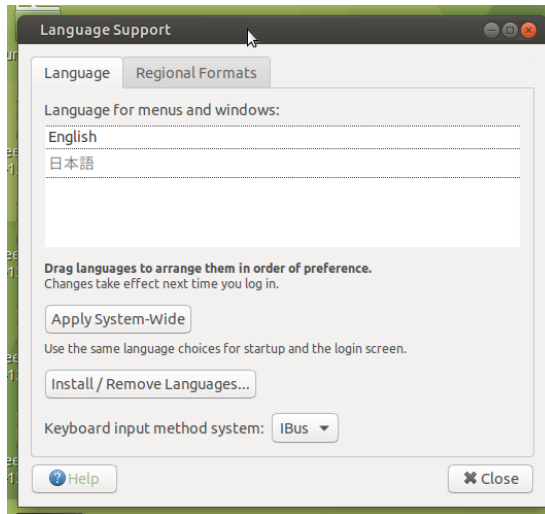 Language Support
Language Regional Formats
Language for menus and windows:
English
日本語
Drag languages to arrange them in order of preference.
Changes take effect next time you log in.
Apply System-Wide
Use the same language choices for startup and the login screen.
Install / Remove Languages...
Keyboard input method system: IBus
Help Close